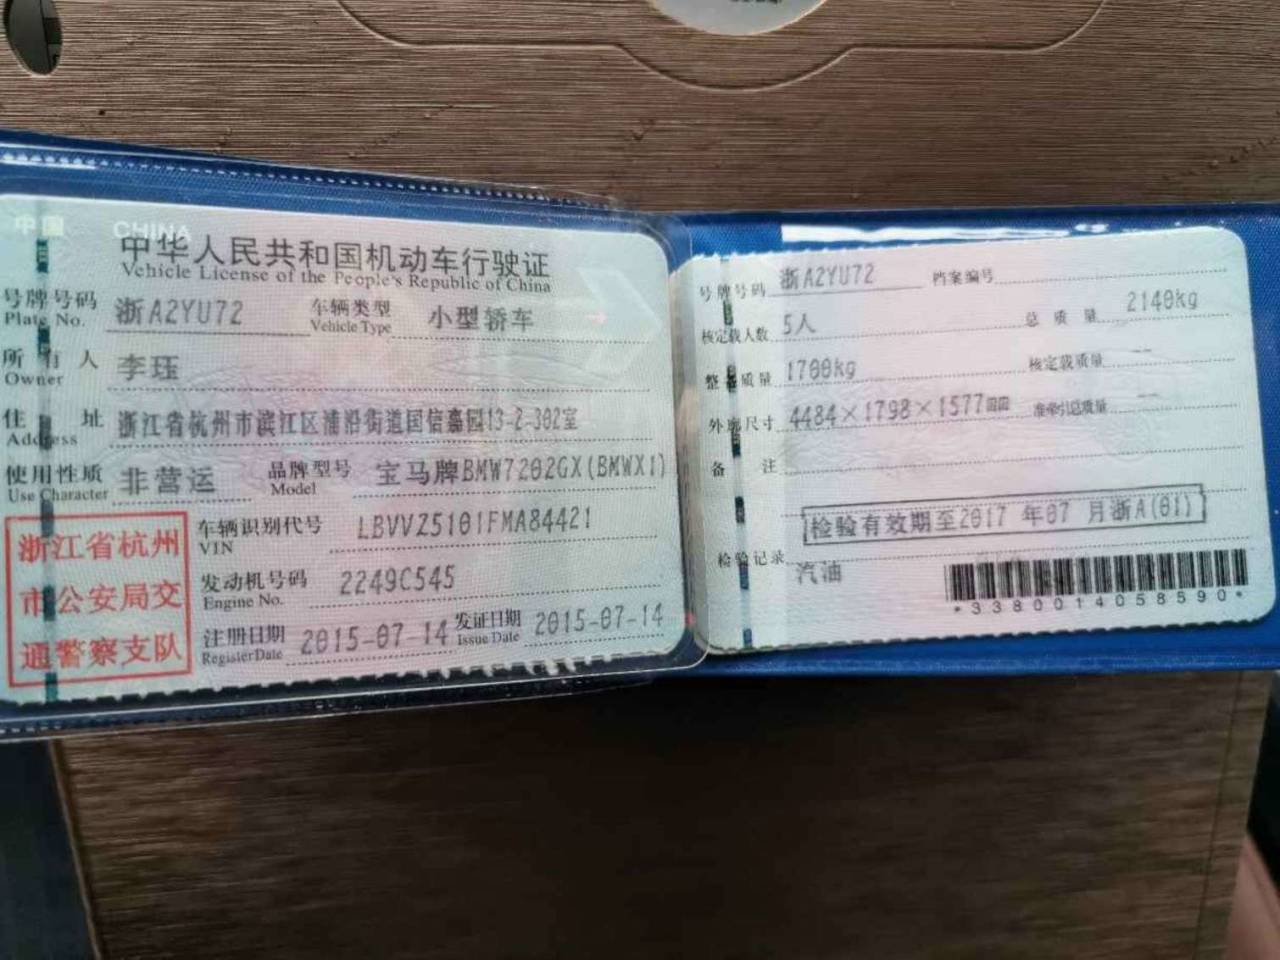 中国 CHINA
中华人民共和国机动车行驶证
Vehicle License of the People's Republic of China
号牌号码 浙A2YU72 车辆类型 小型轿车
Plate No. Vehicle Type
所有人 李珏
Owner
住址 浙江省杭州市滨江区浦沿街道国信嘉园13-2-302室
Address
使用性质 非营运 品牌型号 宝马牌BMW7202GX(BMWX1)
Use Character Model
浙江省杭州
市公安局交
通警察支队
车辆识别代号 LBVVZ5101FMA84421
VIN
发动机号码 2249C545
Engine No.
注册日期 2015-07-14 发证日期 2015-07-14
Register Date Issue Date
号牌号码 浙A2YU72 档案编号
核定载人数 5人 总质量 2140kg
整备质量 1700kg 核定载质量 --
外廓尺寸 4484×1798×1577mm 准牵引总质量 --
备注
检验有效期至2017 年07 月浙A(01)
检验记录
汽油
*3380014058590*